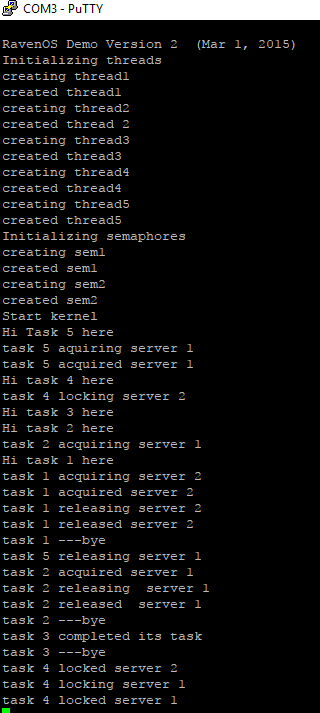 COM3 - PuTTY
RavenOS Demo Version 2  (Mar 1, 2015)
Initializing threads
creating thread1
created thread1
creating thread2
created thread 2
creating thread3
created thread3
creating thread4
created thread4
creating thread5
created thread5
Initializing semaphores
creating sem1
created sem1
creating sem2
created sem2
Start kernel
Hi Task 5 here
task 5 aquiring server 1
task 5 acquired server 1
Hi task 4 here
task 4 locking server 2
Hi task 3 here
Hi task 2 here
task 2 acquiring server 1
Hi task 1 here
task 1 acquiring server 2
task 1 acquired server 2
task 1 releasing server 2
task 1 released server 2
task 1 ---bye
task 5 releasing server 1
task 2 acquired server 1
task 2 releasing  server 1
task 2 released  server 1
task 2 ---bye
task 3 completed its task
task 3 ---bye
task 4 locked server 2
task 4 locking server 1
task 4 locked server 1